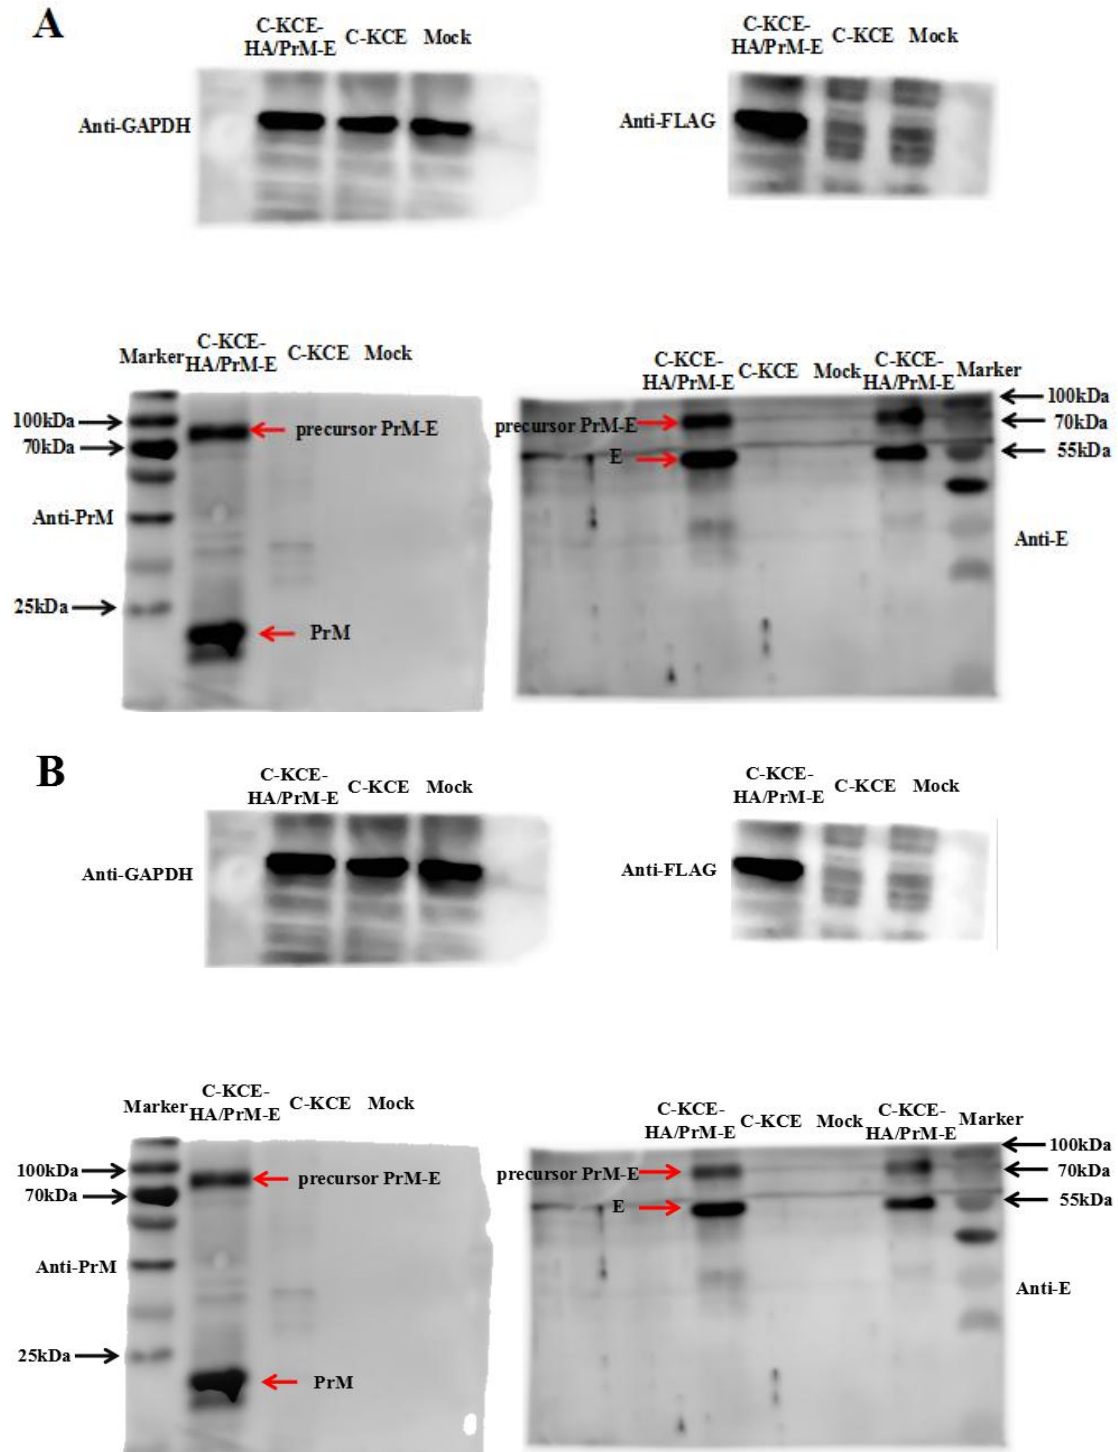 A
C-KCE-
HA/PrM-E
C-KCE
Mock
Anti-GAPDH
C-KCE-
HA/PrM-E
C-KCE
Mock
Anti-FLAG
Marker
C-KCE-
HA/PrM-E
C-KCE
Mock
100kDa
70kDa
Anti-PrM
25kDa
precursor PrM-E
PrM
C-KCE-
HA/PrM-E
C-KCE
Mock
C-KCE-
HA/PrM-E
Marker
precursor PrM-E
E
100kDa
70kDa
55kDa
Anti-E
B
C-KCE-
HA/PrM-E
C-KCE
Mock
Anti-GAPDH
C-KCE-
HA/PrM-E
C-KCE
Mock
Anti-FLAG
Marker
C-KCE-
HA/PrM-E
C-KCE
Mock
100kDa
70kDa
Anti-PrM
25kDa
precursor PrM-E
PrM
C-KCE-
HA/PrM-E
C-KCE
Mock
C-KCE-
HA/PrM-E
Marker
precursor PrM-E
E
100kDa
70kDa
55kDa
Anti-E